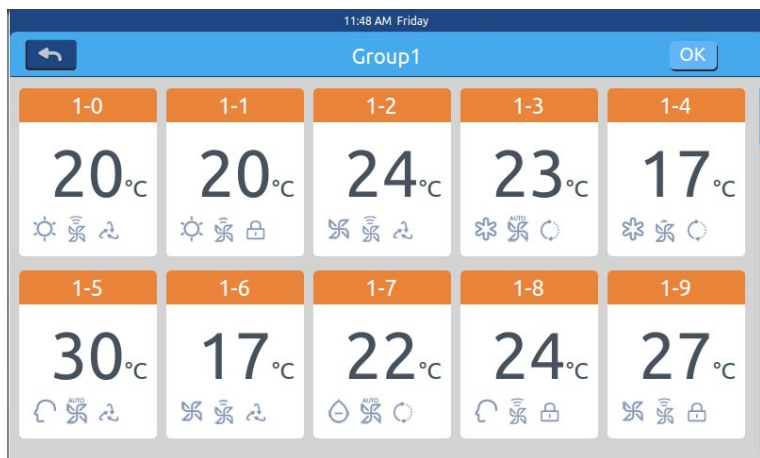 11:48 AM Friday
Group1
OK
1-0
1-1
1-2
1-3
1-4
20°C
20°C
24°C
23°C
17°C
AUTO
1-5
1-6
1-7
1-8
1-9
30°C
17°C
22°C
24°C
27°C
AUTO
AUTO